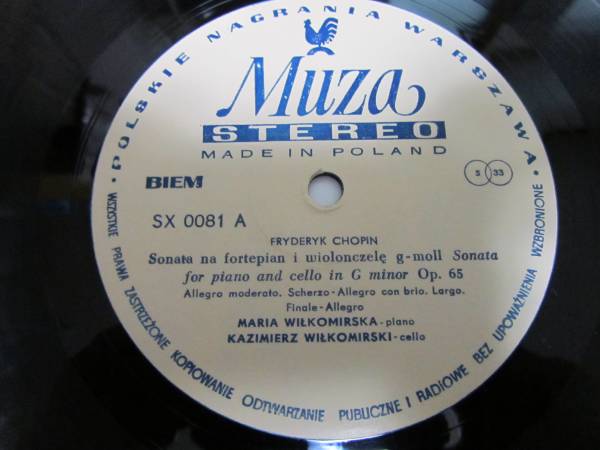 • POLSKIE NAGRANIA WARSZAWA •
Muza
STEREO
MADE IN POLAND
BIEM
S 33
SX 0081 A
FRYDERYK CHOPIN
Sonata na fortepian i wiolonczelę g-moll Sonata
for piano and cello in G minor Op. 65
Allegro moderato. Scherzo-Allegro con brio. Largo.
Finale-Allegro
MARIA WIŁKOMIRSKA-piano
KAZIMIERZ WIŁKOMIRSKI-cello
WSZYSTKIE PRAWA ZASTRZEŻONE KOPIOWANIE ODTWARZANIE PUBLICZNE I RADIOWE BEZ UPOWAŻNIENIA WZBRONIONE